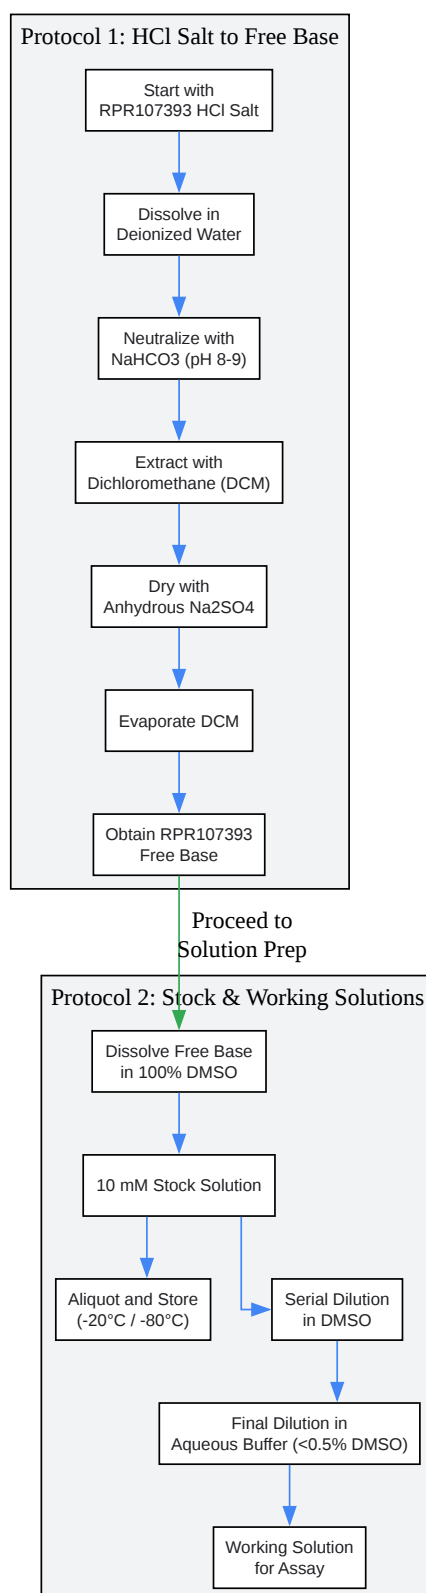 Protocol 1: HCl Salt to Free Base
Start with
RPR107393 HCl Salt
Dissolve in
Deionized Water
Neutralize with
NaHCO3 (pH 8-9)
Extract with
Dichloromethane (DCM)
Dry with
Anhydrous Na2SO4
Evaporate DCM
Obtain RPR107393
Free Base
Proceed to
Solution Prep
Protocol 2: Stock & Working Solutions
Dissolve Free Base
in 100% DMSO
10 mM Stock Solution
Aliquot and Store
(-20°C / -80°C)
Serial Dilution
in DMSO
Final Dilution in
Aqueous Buffer (<0.5% DMSO)
Working Solution
for Assay